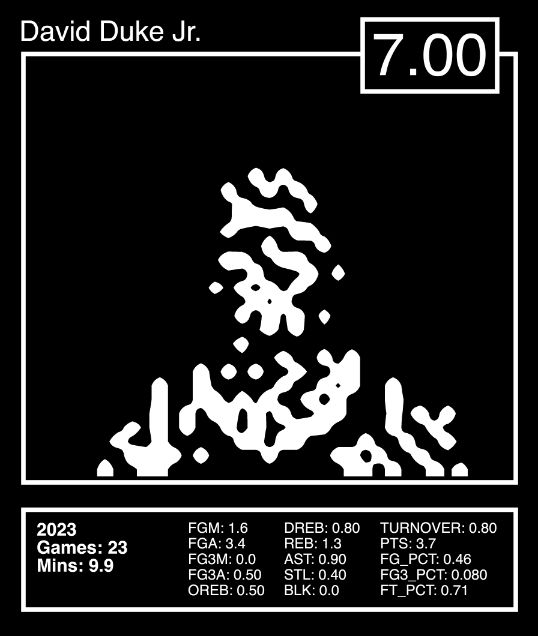 David Duke Jr.
7.00
2023
Games: 23
Mins: 9.9
FGM: 1.6
FGA: 3.4
FG3M: 0.0
FG3A: 0.50
OREB: 0.50
DREB: 0.80
REB: 1.3
AST: 0.90
STL: 0.40
BLK: 0.0
TURNOVER: 0.80
PTS: 3.7
FG_PCT: 0.46
FG3_PCT: 0.080
FT_PCT: 0.71